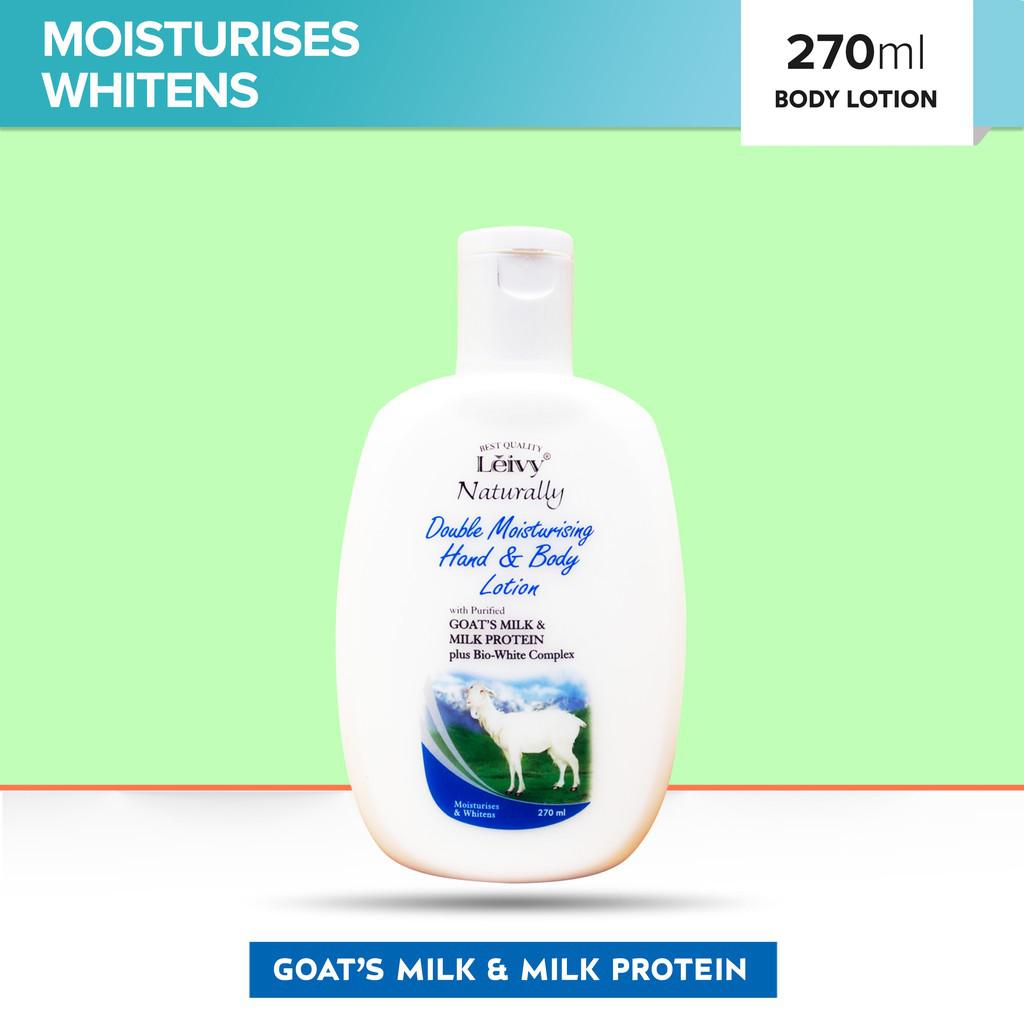 MOISTURISES
WHITENS
270ml
BODY LOTION
BEST QUALITY
Lěivy®
Naturally
Double Moisturising
Hand & Body
Lotion
with Purified
GOAT'S MILK &
MILK PROTEIN
plus Bio-White Complex
Moisturises
& Whitens
270 ml
GOAT'S MILK & MILK PROTEIN